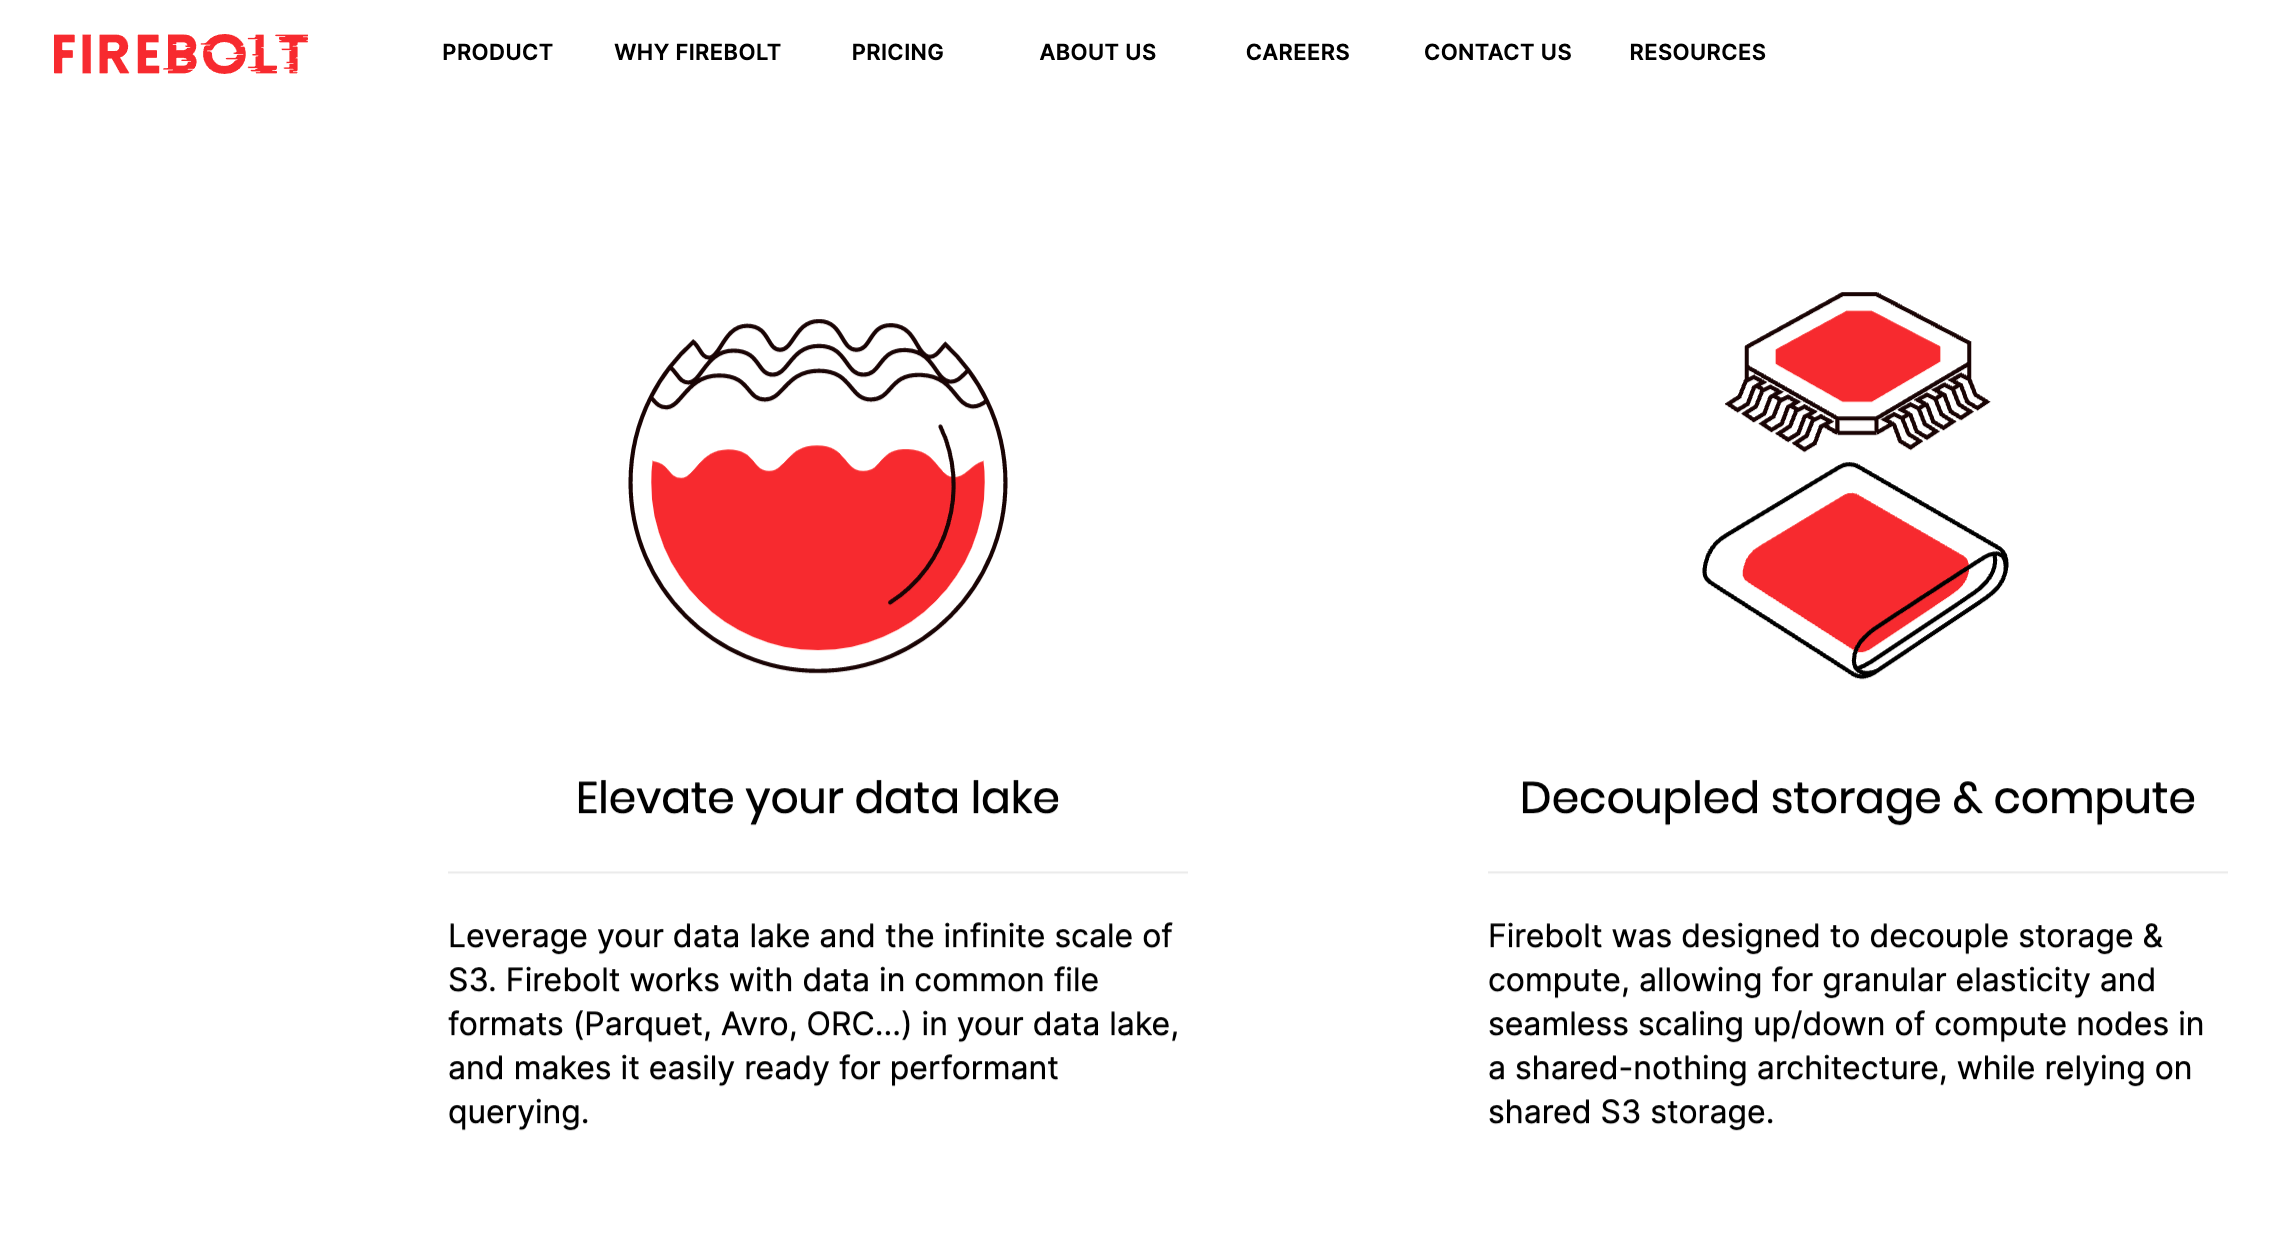 FIREBOLT
PRODUCT
WHY FIREBOLT
PRICING
ABOUT US
CAREERS
CONTACT US
RESOURCES
Elevate your data lake
Leverage your data lake and the infinite scale of
S3. Firebolt works with data in common file
formats (Parquet, Avro, ORC...) in your data lake,
and makes it easily ready for performant
querying.
Decoupled storage & compute
Firebolt was designed to decouple storage &
compute, allowing for granular elasticity and
seamless scaling up/down of compute nodes in
a shared-nothing architecture, while relying on
shared S3 storage.